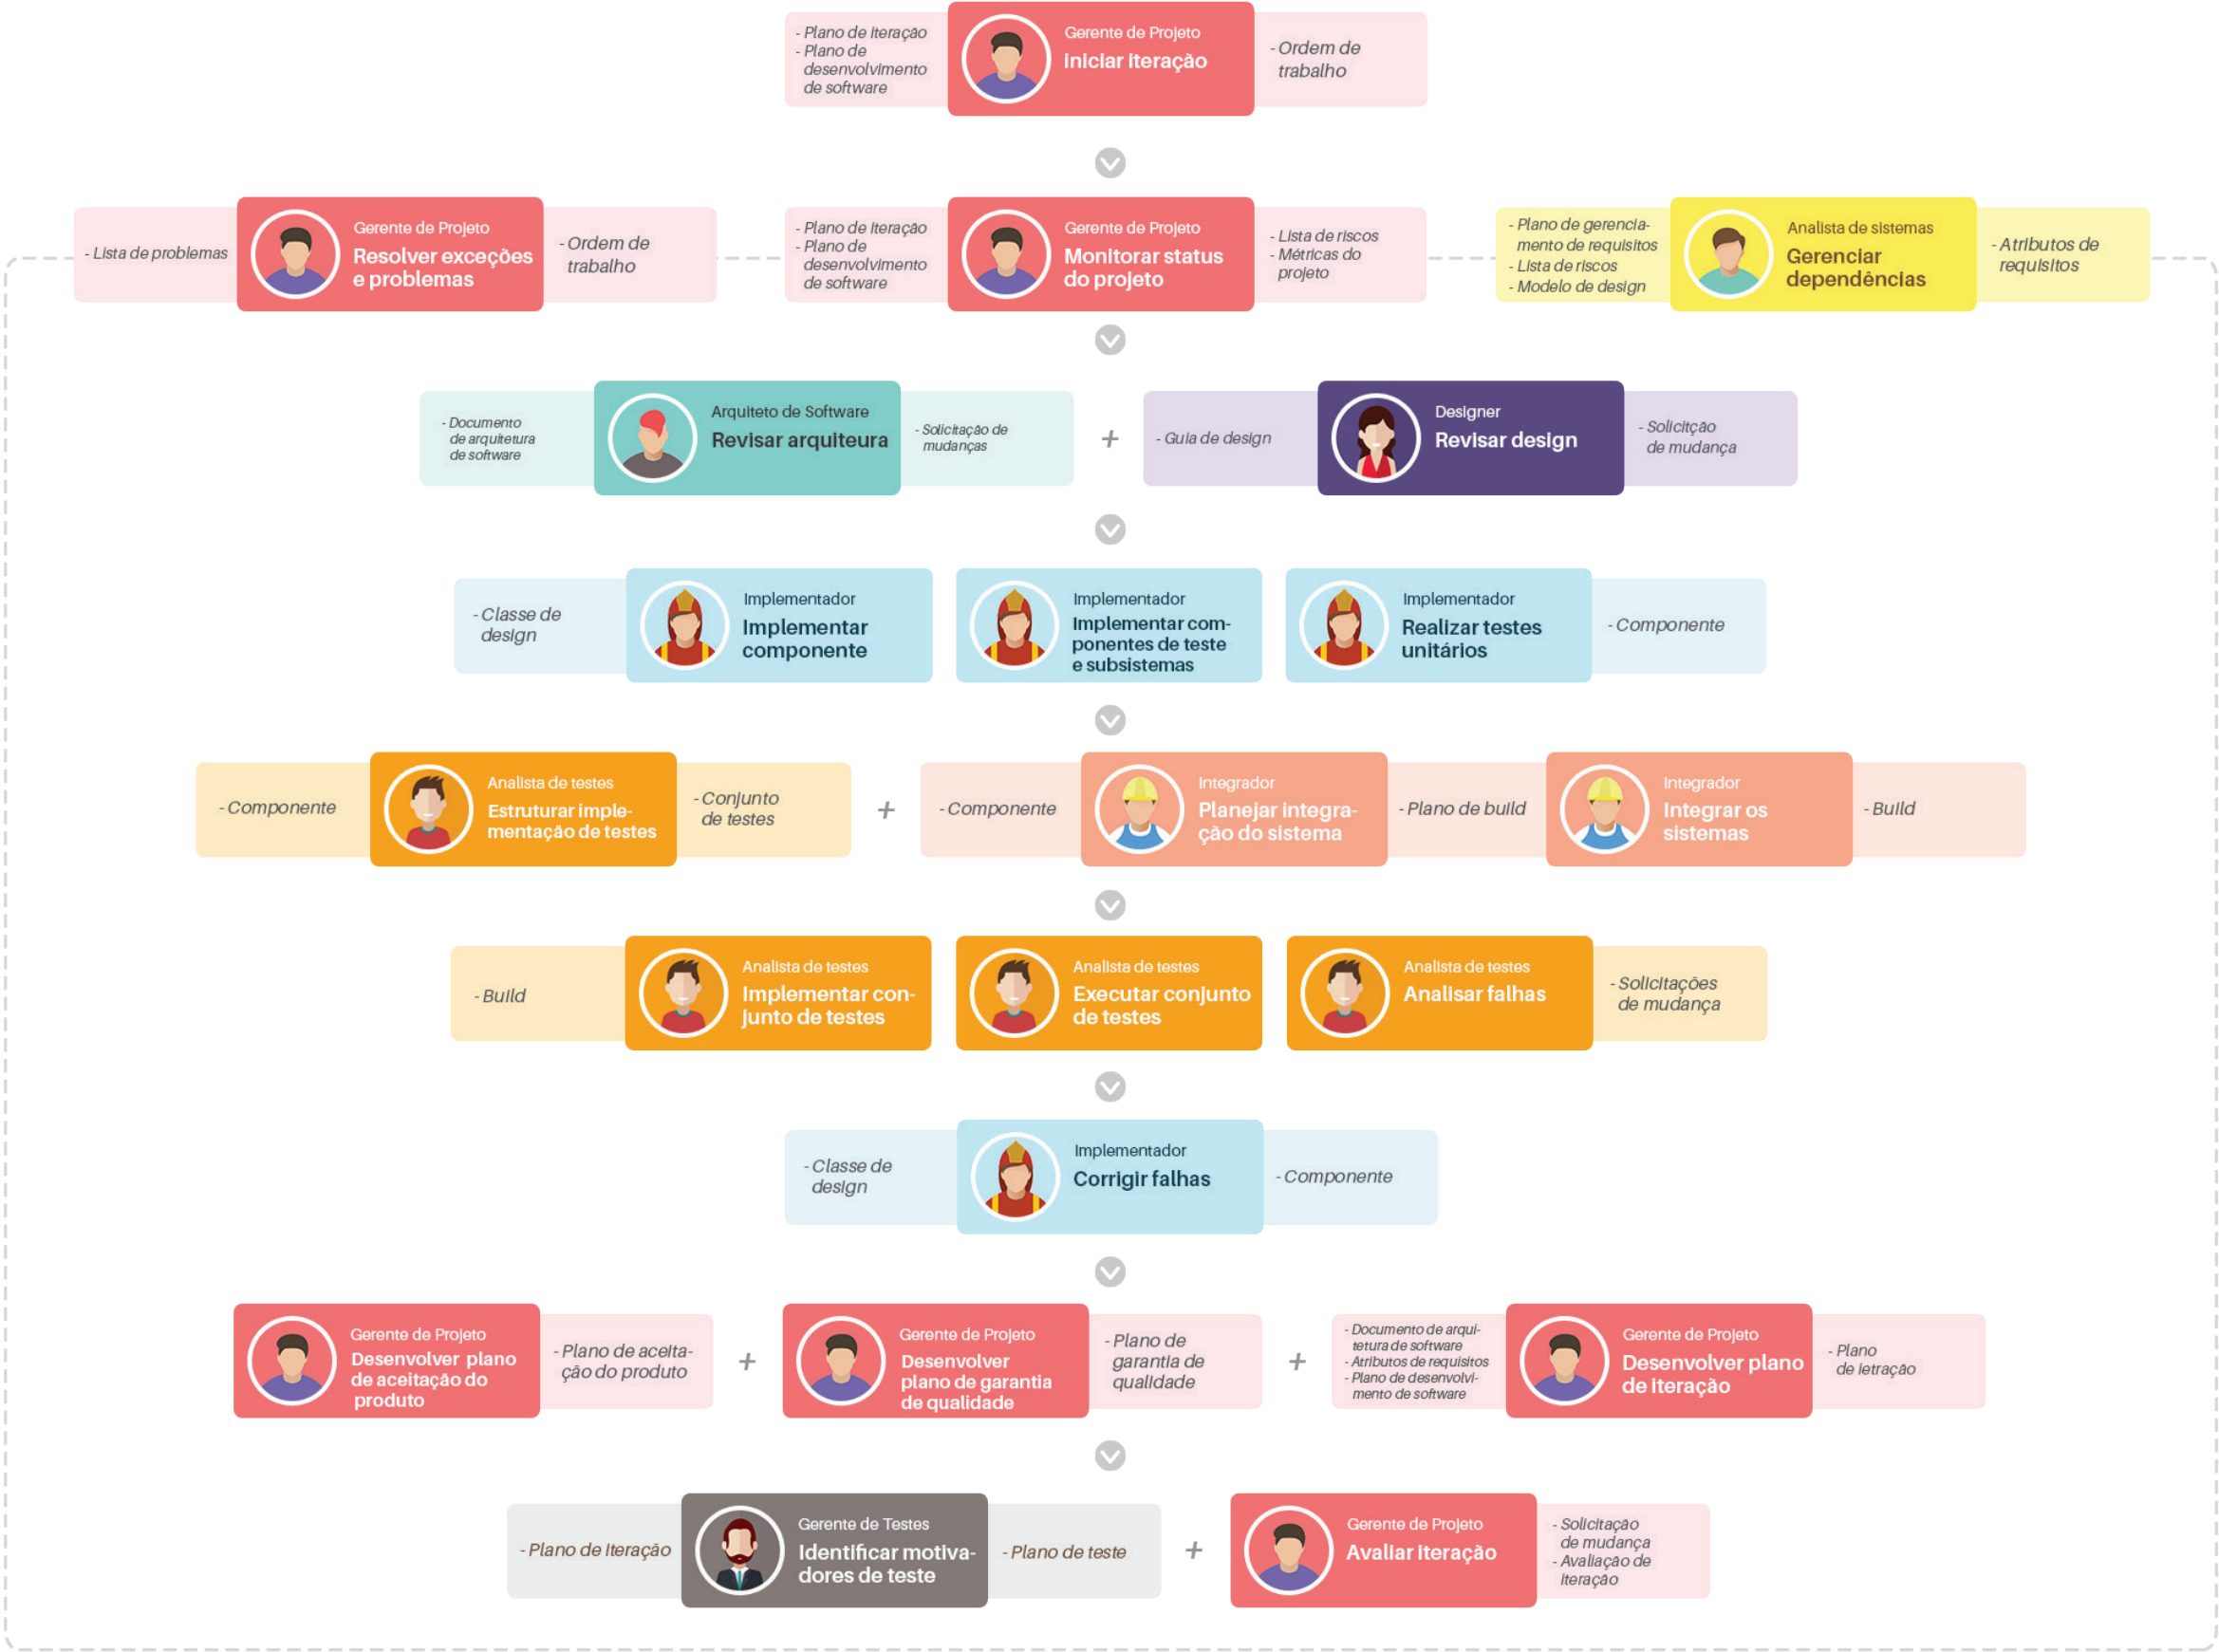 - Plano de iteração
- Plano de
desenvolvimento
de software
Gerente de Projeto
Iniciar iteração
- Ordem de
trabalho
- Lista de problemas
Gerente de Projeto
Resolver exceções
e problemas
- Ordem de
trabalho
- Plano de iteração
- Plano de
desenvolvimento
de software
Gerente de Projeto
Monitorar status
do projeto
- Lista de riscos
- Métricas do
projeto
- Plano de gerencia-
mento de requisitos
- Lista de riscos
- Modelo de design
Analista de sistemas
Gerenciar
dependências
- Atributos de
requisitos
- Documento
de arquitetura
de software
Arquiteto de Software
Revisar arquiteura
- Solicitação de
mudanças
+
- Guia de design
Designer
Revisar design
- Solicitção
de mudança
- Classe de
design
Implementador
Implementar
componente
Implementador
Implementar com-
ponentes de teste
e subsistemas
Implementador
Realizar testes
unitários
- Componente
- Componente
Analista de testes
Estruturar imple-
mentação de testes
- Conjunto
de testes
+
- Componente
Integrador
Planejar integra-
ção do sistema
- Plano de build
Integrador
Integrar os
sistemas
- Build
- Build
Analista de testes
Implementar con-
junto de testes
Analista de testes
Executar conjunto
de testes
Analista de testes
Analisar falhas
- Solicitações
de mudança
- Classe de
design
Implementador
Corrigir falhas
- Componente
Gerente de Projeto
Desenvolver plano
de aceitação do
produto
- Plano de aceita-
ção do produto
+
Gerente de Projeto
Desenvolver
plano de garantia
de qualidade
- Plano de
garantia de
qualidade
+
- Documento de arqui-
tetura de software
- Atributos de requisitos
- Plano de desenvolvi-
mento de software
Gerente de Projeto
Desenvolver plano
de iteração
- Plano
de ietração
- Plano de iteração
Gerente de Testes
Identificar motiva-
dores de teste
- Plano de teste
+
Gerente de Projeto
Avaliar iteração
- Solicitação
de mudança
- Avaliação de
iteração